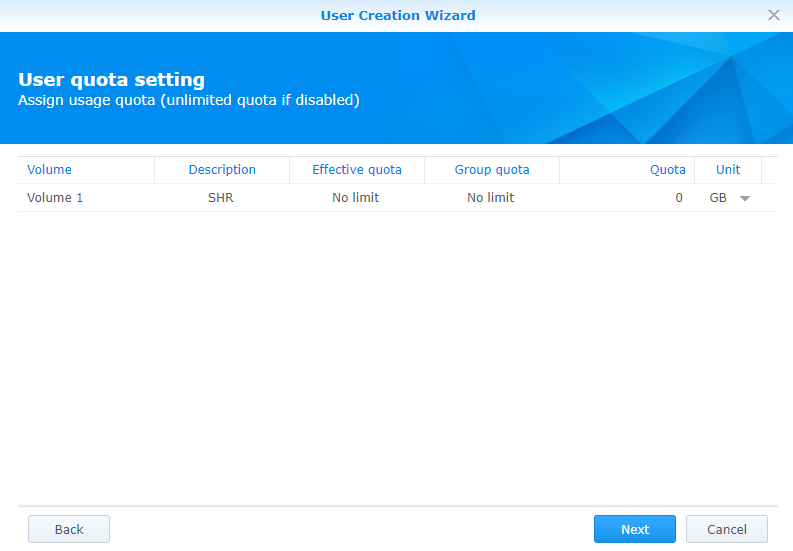 User Creation Wizard
User quota setting
Assign usage quota (unlimited quota if disabled)
Volume Description Effective quota Group quota Quota Unit
Volume 1 SHR No limit No limit 0 GB
Back Next Cancel